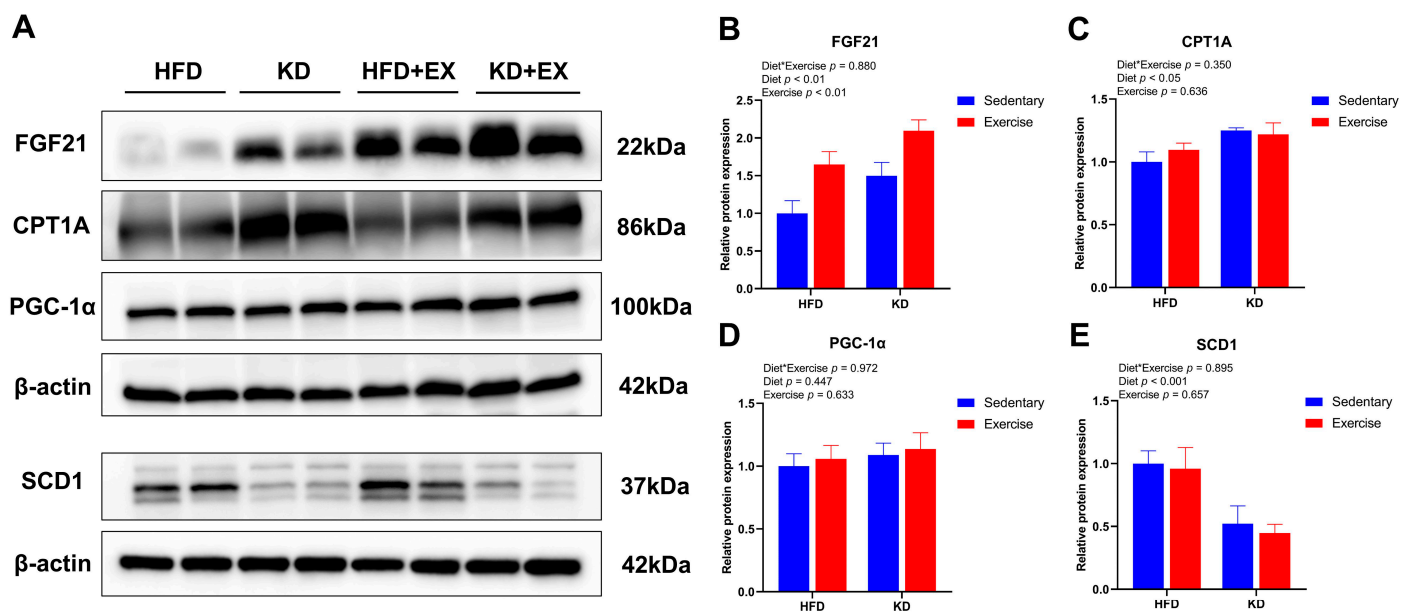 A
HFD KD HFD+EX KD+EX
FGF21 22kDa
CPT1A 86kDa
PGC-1α 100kDa
β-actin 42kDa
SCD1 37kDa
β-actin 42kDa
B
FGF21
Diet*Exercise p = 0.880
Diet p < 0.01
Exercise p < 0.01
Sedentary
Exercise
Relative protein expression
2.5
2.0
1.5
1.0
0.5
0.0
HFD KD
C
CPT1A
Diet*Exercise p = 0.350
Diet p < 0.05
Exercise p = 0.636
Sedentary
Exercise
Relative protein expression
1.5
1.0
0.5
0.0
HFD KD
D
PGC-1α
Diet*Exercise p = 0.972
Diet p = 0.447
Exercise p = 0.633
Sedentary
Exercise
Relative protein expression
1.5
1.0
0.5
0.0
HFD KD
E
SCD1
Diet*Exercise p = 0.895
Diet p < 0.001
Exercise p = 0.657
Sedentary
Exercise
Relative protein expression
1.5
1.0
0.5
0.0
HFD KD